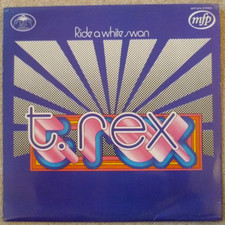 Ride a white swan
mfp
t. rex